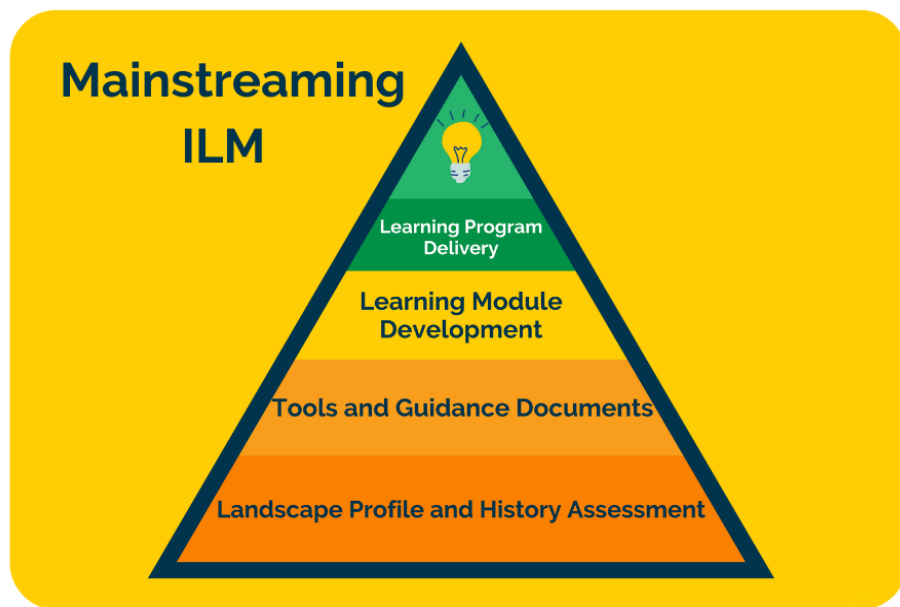 Mainstreaming
ILM
Learning Program
Delivery
Learning Module
Development
Tools and Guidance Documents
Landscape Profile and History Assessment